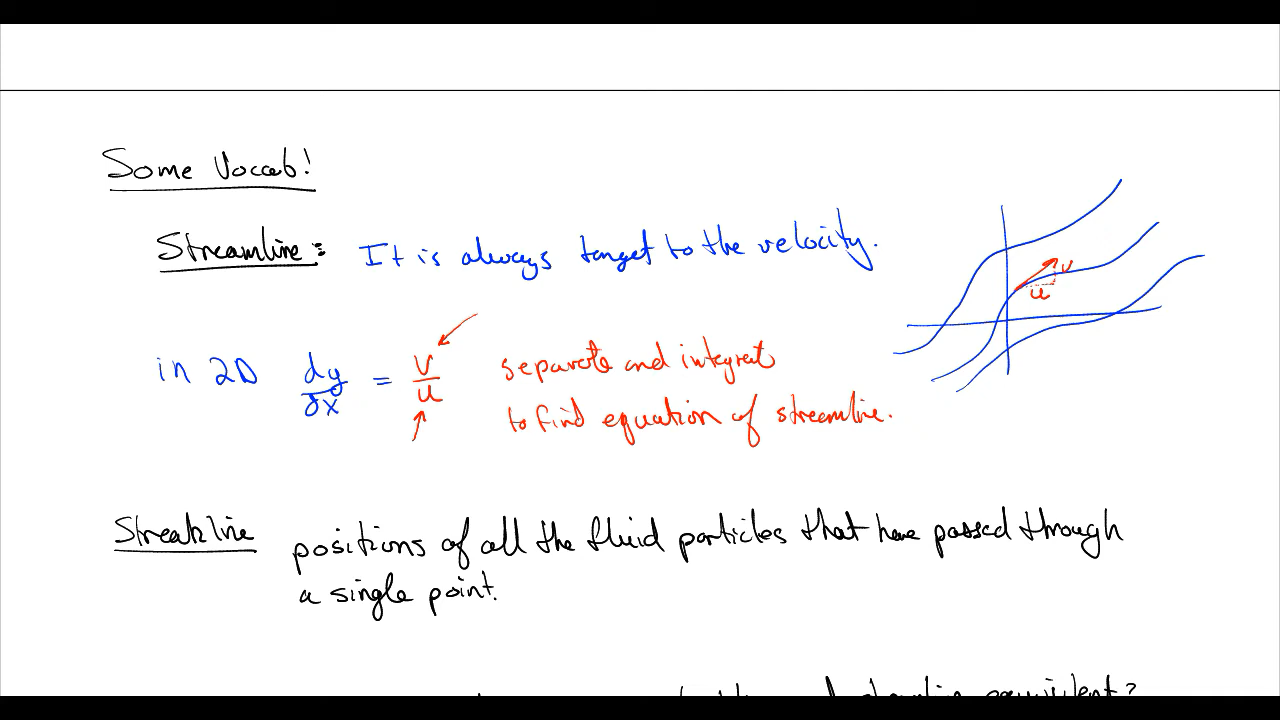 Some Vocab!
Streamline: It is always tanget to the velocity.
v
u
in 2D dy/dx = v/u separate and integrate
to find equation of streamline.
Streakline positions of all the fluid particles that have passed through
a single point.
equivalent?